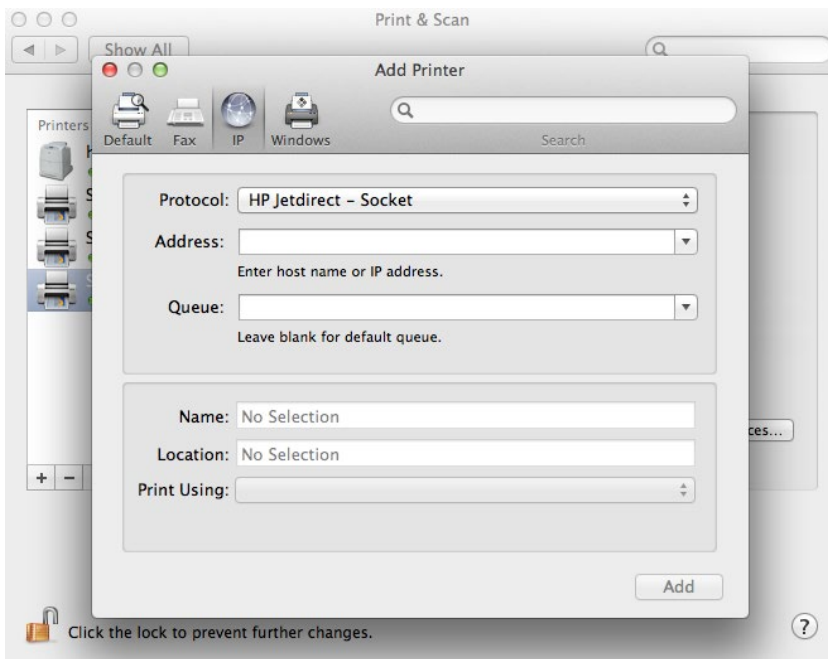 Print & Scan
Show All
Add Printer
Default
Fax
IP
Windows
Search
Printers
Protocol: HP Jetdirect – Socket
Address:
Enter host name or IP address.
Queue:
Leave blank for default queue.
Name: No Selection
Location: No Selection
Print Using:
ces...
+ −
Add
Click the lock to prevent further changes.
?